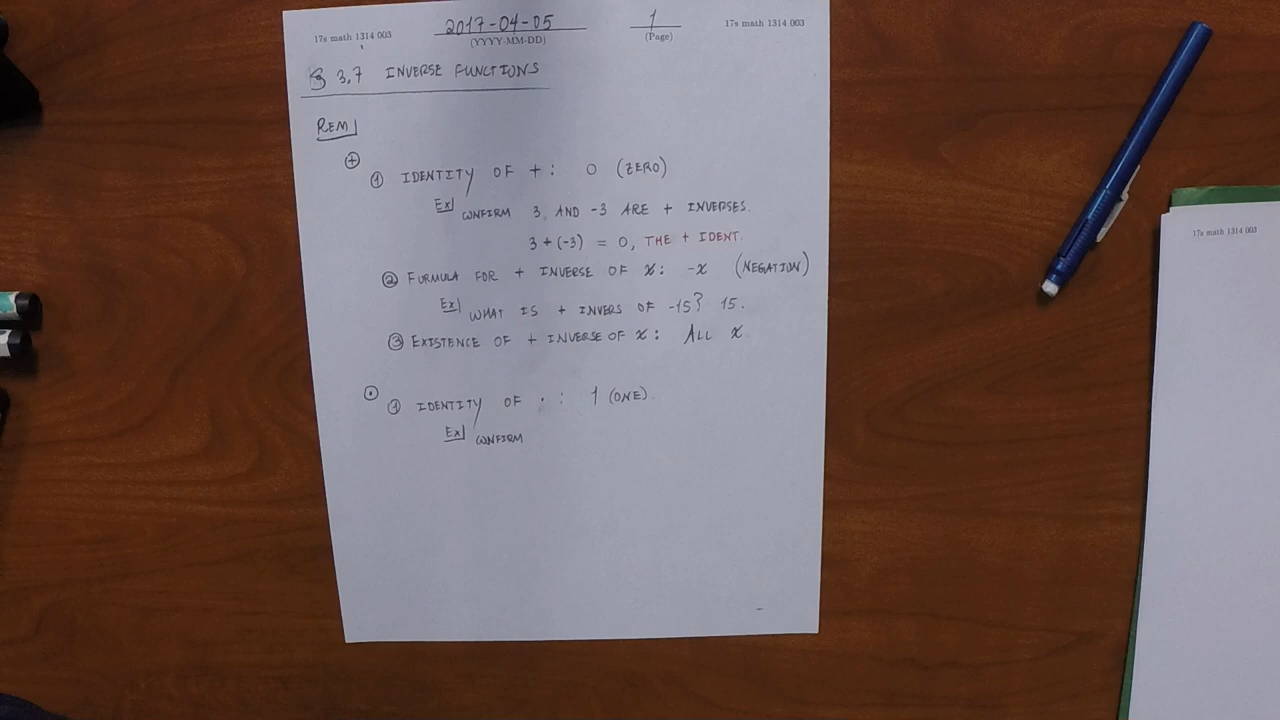 17s math 1314 003 2017-04-05 1 17s math 1314 003
(YYYY-MM-DD) (Page)
§ 3.7 INVERSE FUNCTIONS
REM
+
① IDENTITY OF + : 0 (ZERO)
EX CONFIRM 3 AND -3 ARE + INVERSES.
3 + (-3) = 0, THE + IDENT.
② FORMULA FOR + INVERSE OF x: -x (NEGATION)
EX WHAT IS + INVERS OF -15? 15.
③ EXISTENCE OF + INVERSE OF x: ALL x
·
① IDENTITY OF · : 1 (ONE).
EX CONFIRM
17s math 1314 003